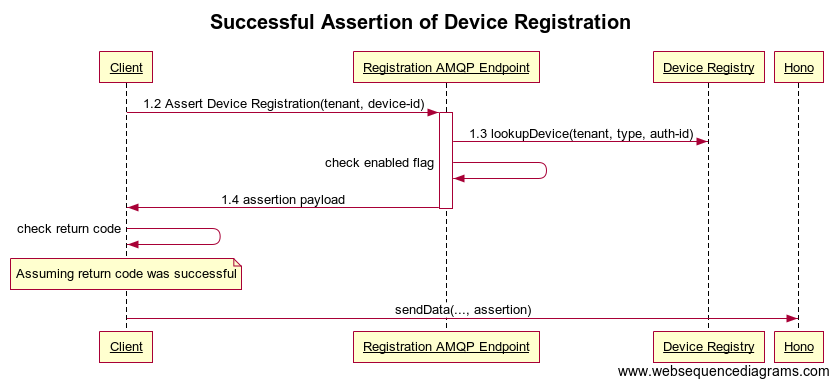 Successful Assertion of Device Registration
Client
Registration AMQP Endpoint
Device Registry
Hono
1.2 Assert Device Registration(tenant, device-id)
1.3 lookupDevice(tenant, type, auth-id)
check enabled flag
1.4 assertion payload
check return code
Assuming return code was successful
sendData(..., assertion)
Client
Registration AMQP Endpoint
Device Registry
Hono
www.websequencediagrams.com